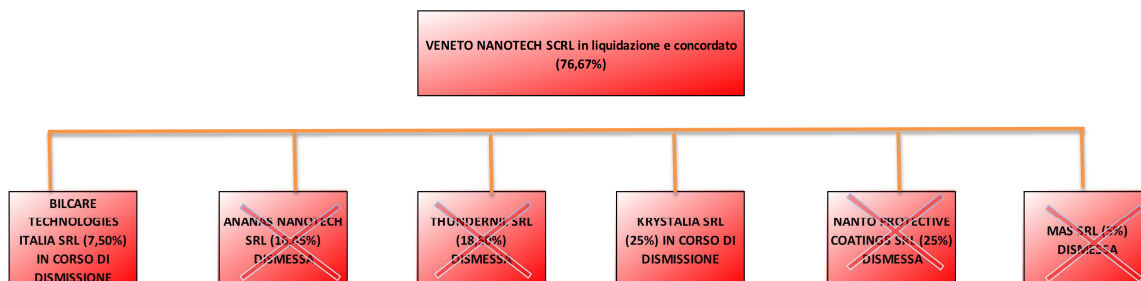 VENETO NANOTECH SCRL in liquidazione e concordato
(76,67%)
BILCARE
TECHNOLOGIES
ITALIA SRL (7,50%)
IN CORSO DI
DISMISSIONE
ANANAS NANOTECH
SRL
DISMESSA
THUNDERNIL SRL
DISMESSA
KRYSTALIA SRL
(25%) IN CORSO DI
DISMISSIONE
NANTO PROTECTIVE
COATINGS SRL (25%)
DISMESSA
MAS SRL
DISMESSA